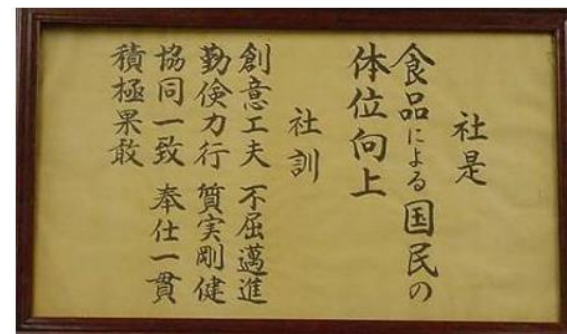 社是
食品による国民の
体位向上
社訓
創意工夫 不屈邁進
勤倹力行 質実剛健
協同一致 奉仕一貫
積極果敢